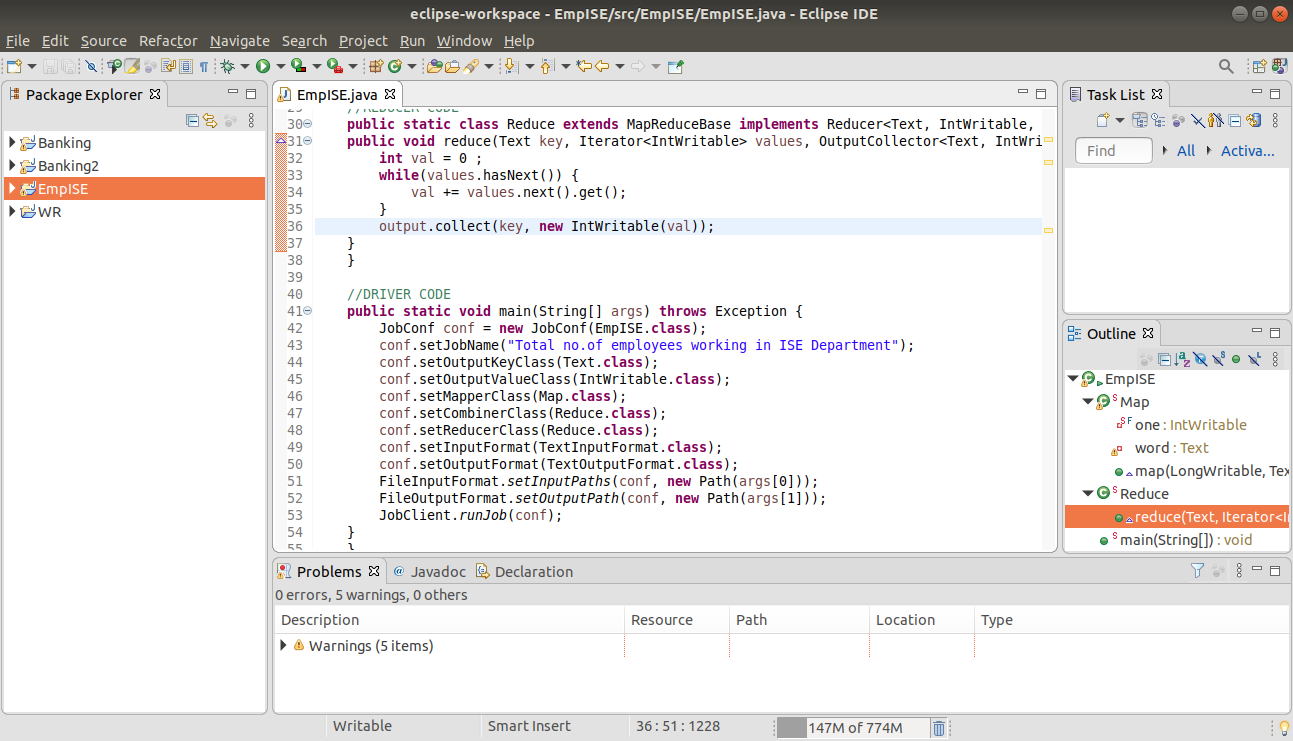 eclipse-workspace - EmpISE/src/EmpISE/EmpISE.java - Eclipse IDE
File Edit Source Refactor Navigate Search Project Run Window Help
Package Explorer
Banking
Banking2
EmpISE
WR
EmpISE.java
29 //REDUCER CODE
30 public static class Reduce extends MapReduceBase implements Reducer<Text, IntWritable,
31 public void reduce(Text key, Iterator<IntWritable> values, OutputCollector<Text, IntWri
32 int val = 0 ;
33 while(values.hasNext()) {
34 val += values.next().get();
35 }
36 output.collect(key, new IntWritable(val));
37 }
38 }
39
40 //DRIVER CODE
41 public static void main(String[] args) throws Exception {
42 JobConf conf = new JobConf(EmpISE.class);
43 conf.setJobName("Total no.of employees working in ISE Department");
44 conf.setOutputKeyClass(Text.class);
45 conf.setOutputValueClass(IntWritable.class);
46 conf.setMapperClass(Map.class);
47 conf.setCombinerClass(Reduce.class);
48 conf.setReducerClass(Reduce.class);
49 conf.setInputFormat(TextInputFormat.class);
50 conf.setOutputFormat(TextOutputFormat.class);
51 FileInputFormat.setInputPaths(conf, new Path(args[0]));
52 FileOutputFormat.setOutputPath(conf, new Path(args[1]));
53 JobClient.runJob(conf);
54 }
55 }
Task List
Find All Activa...
Outline
EmpISE
Map
one : IntWritable
word : Text
map(LongWritable, Tex
Reduce
reduce(Text, Iterator<In
main(String[]) : void
Problems Javadoc Declaration
0 errors, 5 warnings, 0 others
Description Resource Path Location Type
Warnings (5 items)
Writable Smart Insert 36 : 51 : 1228 147M of 774M